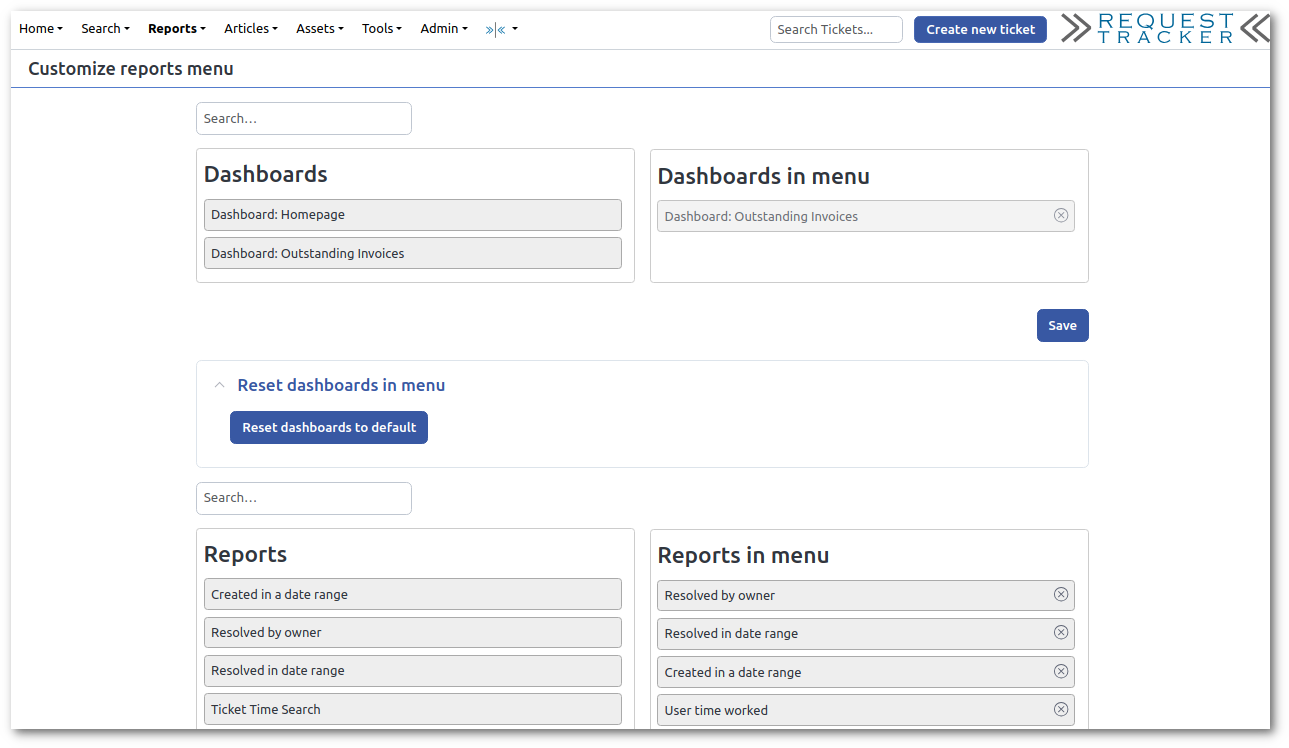 Home Search Reports Articles Assets Tools Admin Search Tickets... Create new ticket REQUEST TRACKER
Customize reports menu
Search...
Dashboards
Dashboard: Homepage
Dashboard: Outstanding Invoices
Dashboards in menu
Dashboard: Outstanding Invoices
Save
Reset dashboards in menu
Reset dashboards to default
Search...
Reports
Created in a date range
Resolved by owner
Resolved in date range
Ticket Time Search
Reports in menu
Resolved by owner
Resolved in date range
Created in a date range
User time worked